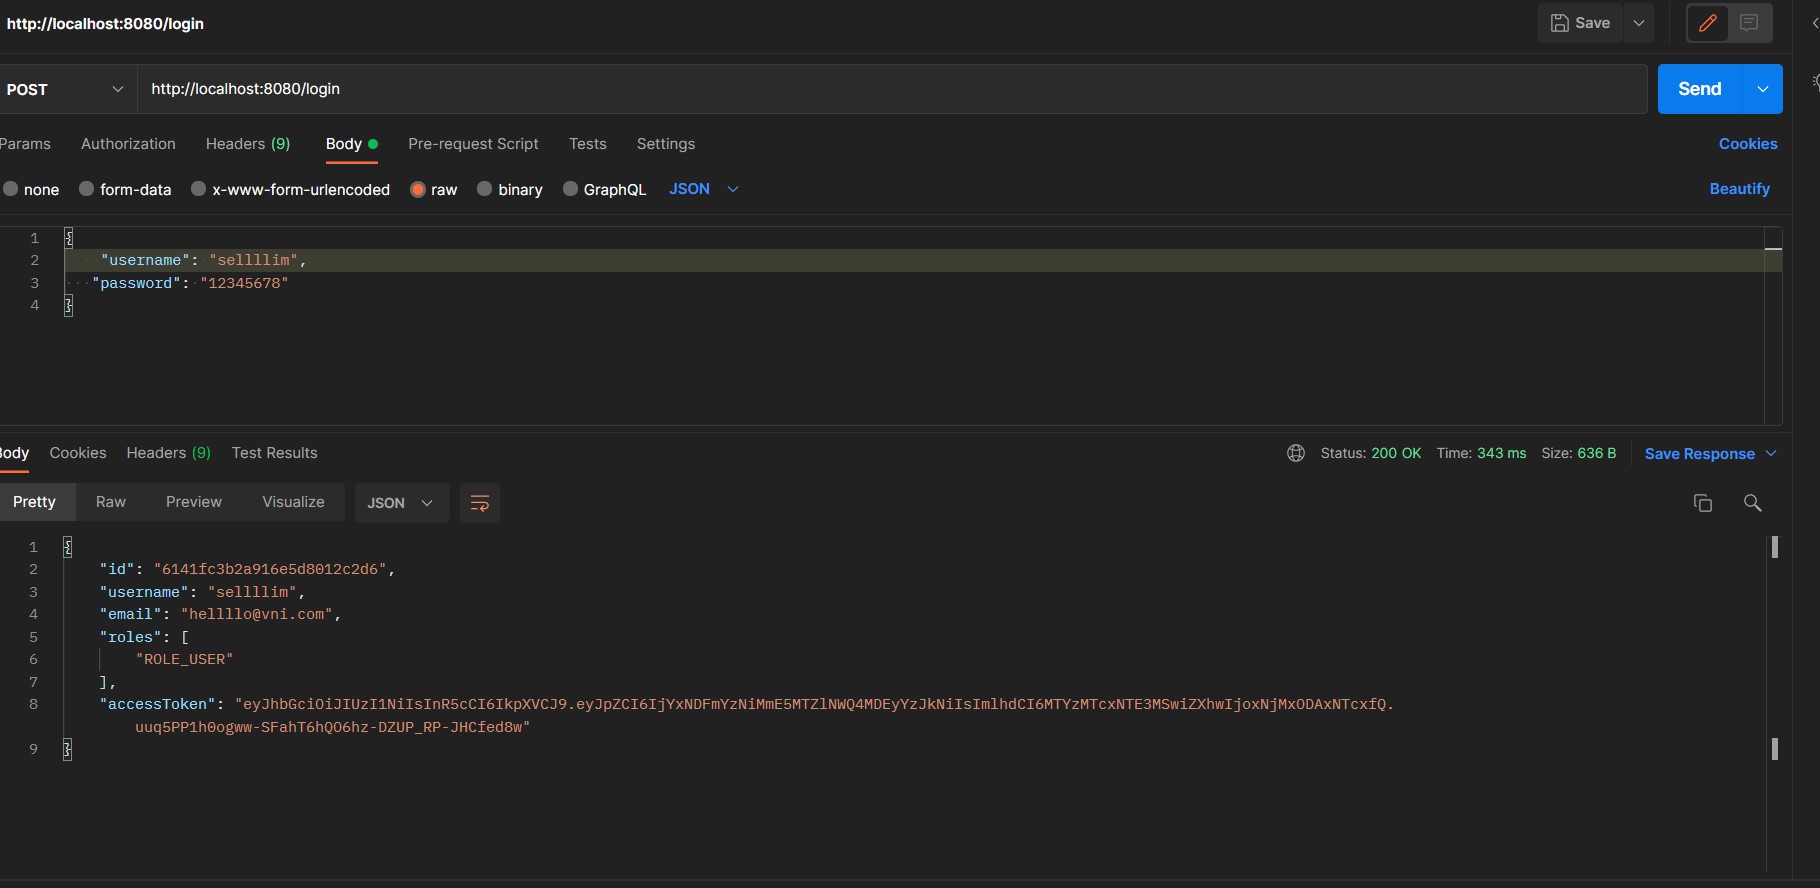 http://localhost:8080/login
Save
POST
http://localhost:8080/login
Send
Params Authorization Headers (9) Body Pre-request Script Tests Settings Cookies
none form-data x-www-form-urlencoded raw binary GraphQL JSON Beautify
1 {
2 "username": "sellllim",
3 "password": "12345678"
4 }
Body Cookies Headers (9) Test Results Status: 200 OK Time: 343 ms Size: 636 B Save Response
Pretty Raw Preview Visualize JSON
1 {
2 "id": "6141fc3b2a916e5d8012c2d6",
3 "username": "sellllim",
4 "email": "hellllo@vni.com",
5 "roles": [
6 "ROLE_USER"
7 ],
8 "accessToken": "eyJhbGciOiJIUzI1NiIsInR5cCI6IkpXVCJ9.eyJpZCI6IjYxNDFmYzNiMmE5MTZlNWQ4MDEyYzJkNiIsImlhdCI6MTYzMTcxNTE3MSwiZXhwIjoxNjMxODAxNTcxfQ.
uuq5PP1h0ogww-SFahT6hQO6hz-DZUP_RP-JHCfed8w"
9 }